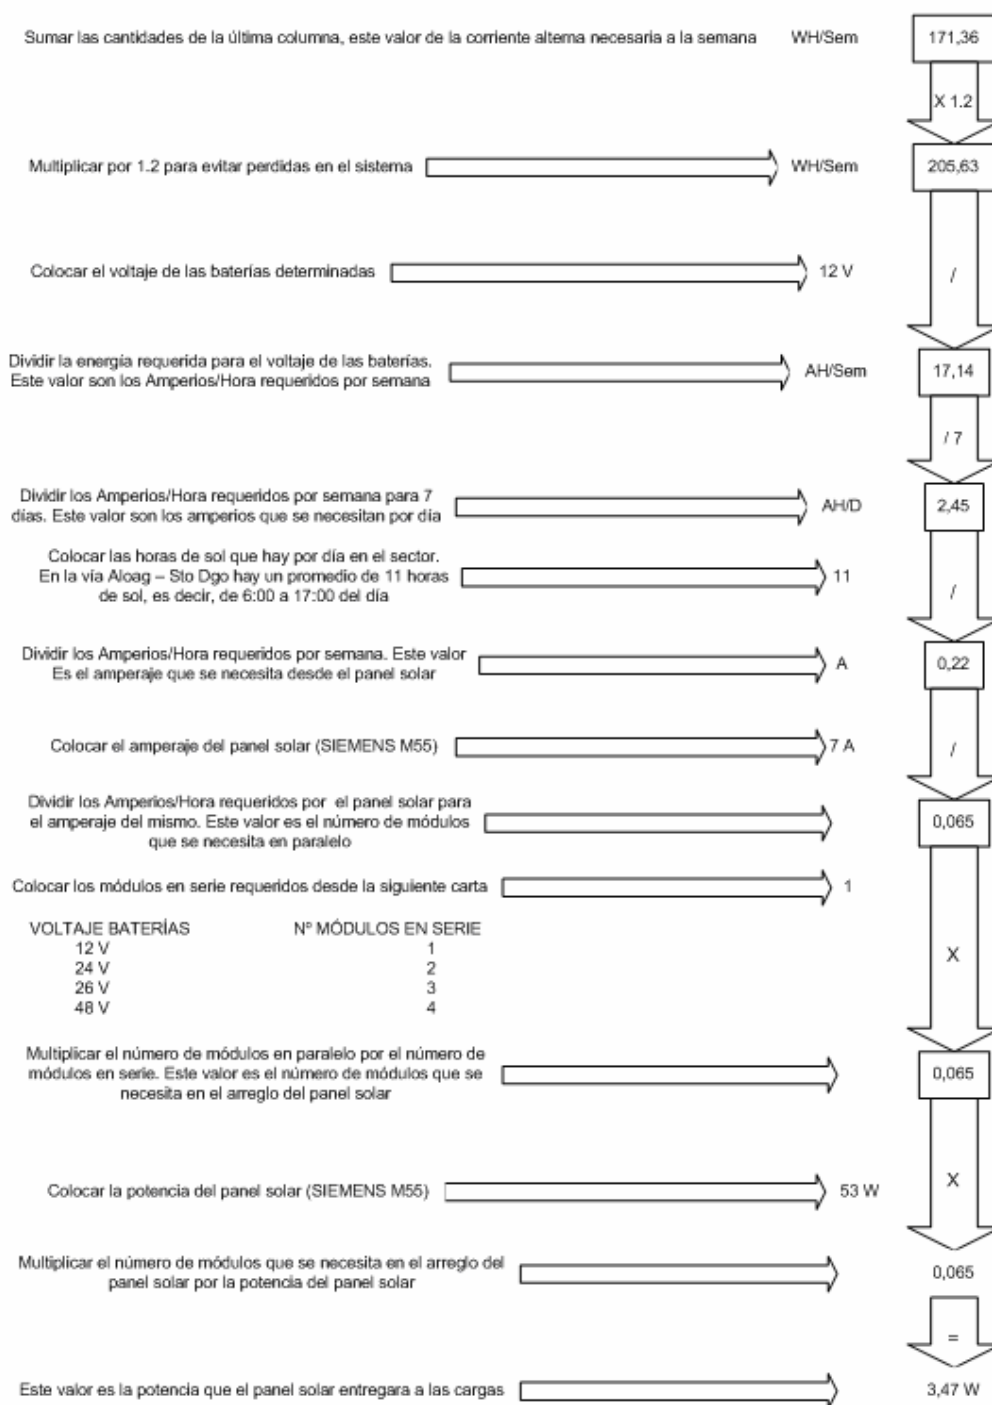 Sumar las cantidades de la última columna, este valor de la corriente alterna necesaria a la semana WH/Sem 171,36
X 1.2
Multiplicar por 1.2 para evitar perdidas en el sistema WH/Sem 205,63
Colocar el voltaje de las baterías determinadas 12 V /
Dividir la energía requerida para el voltaje de las baterías.
Este valor son los Amperios/Hora requeridos por semana AH/Sem 17,14
/ 7
Dividir los Amperios/Hora requeridos por semana para 7
días. Este valor son los amperios que se necesitan por día AH/D 2,45
Colocar las horas de sol que hay por día en el sector.
En la vía Aloag – Sto Dgo hay un promedio de 11 horas 11
de sol, es decir, de 6:00 a 17:00 del día /
Dividir los Amperios/Hora requeridos por semana. Este valor
Es el amperaje que se necesita desde el panel solar A 0,22
Colocar el amperaje del panel solar (SIEMENS M55) 7 A /
Dividir los Amperios/Hora requeridos por el panel solar para
el amperaje del mismo. Este valor es el número de módulos 0,065
que se necesita en paralelo
Colocar los módulos en serie requeridos desde la siguiente carta 1
VOLTAJE BATERÍAS Nº MÓDULOS EN SERIE
12 V 1
24 V 2
X
26 V 3
48 V 4
Multiplicar el número de módulos en paralelo por el número de
módulos en serie. Este valor es el número de módulos que se 0,065
necesita en el arreglo del panel solar
Colocar la potencia del panel solar (SIEMENS M55) 53 W X
Multiplicar el número de módulos que se necesita en el arreglo del
panel solar por la potencia del panel solar 0,065
=
Este valor es la potencia que el panel solar entregara a las cargas 3,47 W